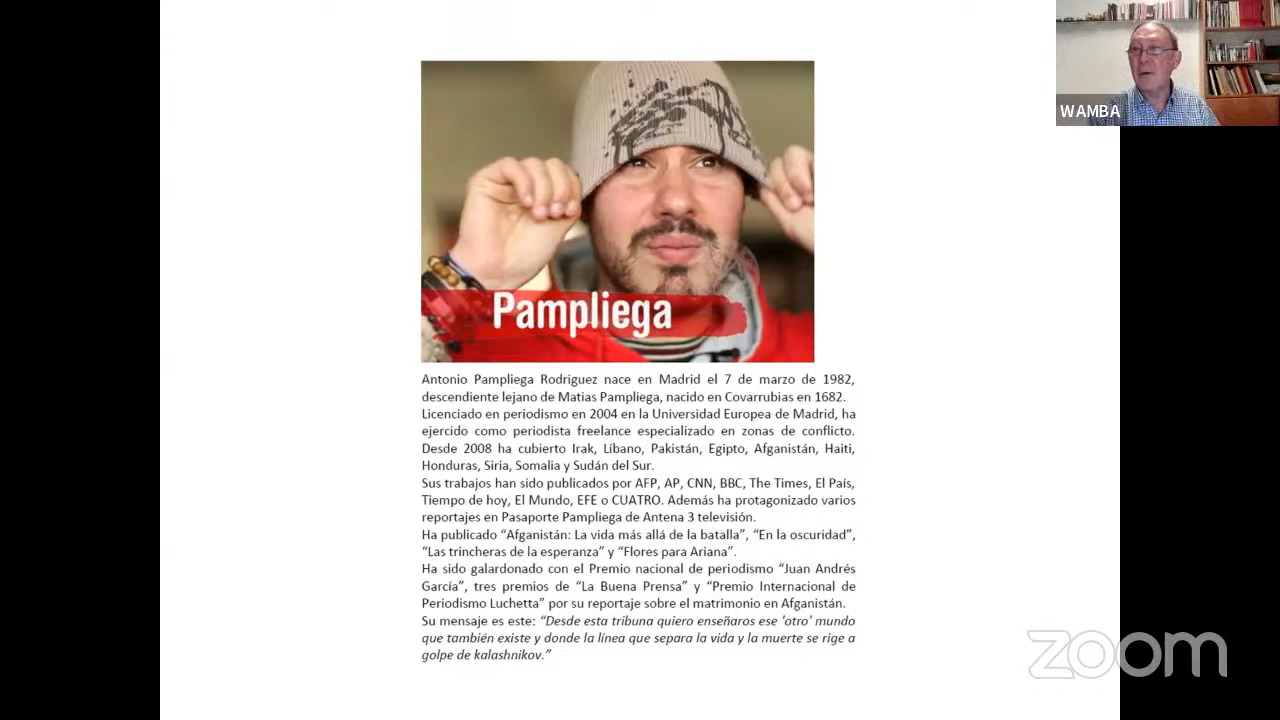 WAMBA
Pampliega
Antonio Pampliega Rodriguez nace en Madrid el 7 de marzo de 1982,
descendiente lejano de Matias Pampliega, nacido en Covarrubias en 1682.
Licenciado en periodismo en 2004 en la Universidad Europea de Madrid, ha
ejercido como periodista freelance especializado en zonas de conflicto.
Desde 2008 ha cubierto Irak, Líbano, Pakistán, Egipto, Afganistán, Haiti,
Honduras, Siria, Somalia y Sudán del Sur.
Sus trabajos han sido publicados por AFP, AP, CNN, BBC, The Times, El País,
Tiempo de hoy, El Mundo, EFE o CUATRO. Además ha protagonizado varios
reportajes en Pasaporte Pampliega de Antena 3 televisión.
Ha publicado “Afganistán: La vida más allá de la batalla”, “En la oscuridad”,
“Las trincheras de la esperanza” y “Flores para Ariana”.
Ha sido galardonado con el Premio nacional de periodismo “Juan Andrés
García”, tres premios de “La Buena Prensa” y “Premio Internacional de
Periodismo Luchetta” por su reportaje sobre el matrimonio en Afganistán.
Su mensaje es este: “Desde esta tribuna quiero enseñaros ese 'otro' mundo
que también existe y donde la línea que separa la vida y la muerte se rige a
golpe de kalashnikov.”
zoom